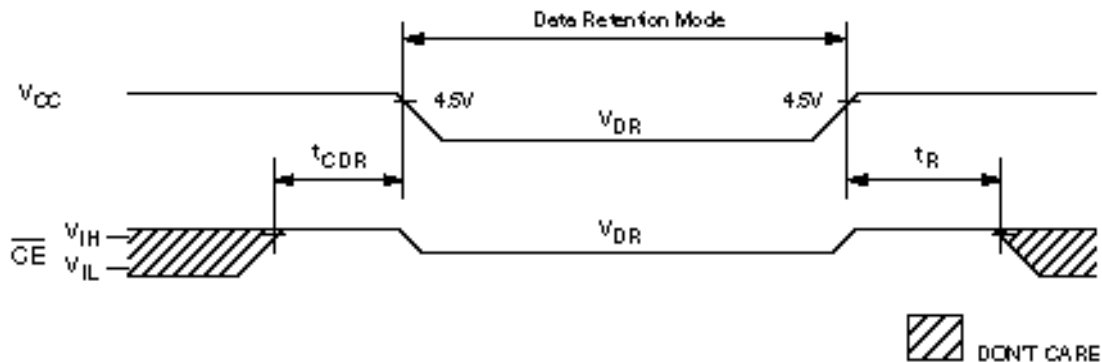 Data Retention Mode
VCC
4.5V
4.5V
VDR
tCDR
tR
VIH
VDR
CE
VIL
DON'T CARE